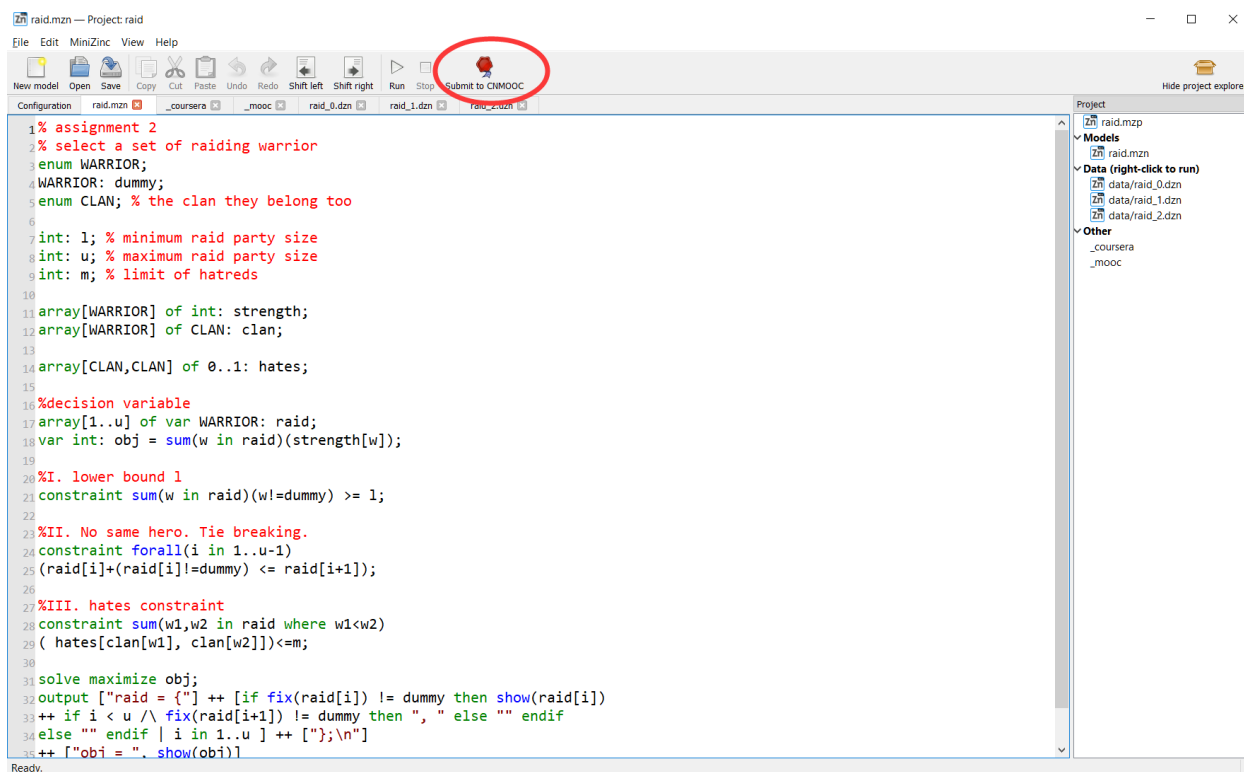 raid.mzn — Project: raid
File Edit MiniZinc View Help
New model Open Save Copy Cut Paste Undo Redo Shift left Shift right Run Stop Submit to CNMOOC Hide project explore
Configuration raid.mzn _coursera _mooc raid_0.dzn raid_1.dzn raid_2.dzn
Project
raid.mzp
Models
raid.mzn
Data (right-click to run)
data/raid_0.dzn
data/raid_1.dzn
data/raid_2.dzn
Other
_coursera
_mooc
1 % assignment 2
2 % select a set of raiding warrior
3 enum WARRIOR;
4 WARRIOR: dummy;
5 enum CLAN; % the clan they belong too
6
7 int: l; % minimum raid party size
8 int: u; % maximum raid party size
9 int: m; % limit of hatreds
10
11 array[WARRIOR] of int: strength;
12 array[WARRIOR] of CLAN: clan;
13
14 array[CLAN,CLAN] of 0..1: hates;
15
16 %decision variable
17 array[1..u] of var WARRIOR: raid;
18 var int: obj = sum(w in raid)(strength[w]);
19
20 %I. lower bound l
21 constraint sum(w in raid)(w!=dummy) >= l;
22
23 %II. No same hero. Tie breaking.
24 constraint forall(i in 1..u-1)
25 (raid[i]+(raid[i]!=dummy) <= raid[i+1]);
26
27 %III. hates constraint
28 constraint sum(w1,w2 in raid where w1<w2)
29 ( hates[clan[w1], clan[w2]])<=m;
30
31 solve maximize obj;
32 output ["raid = {"] ++ [if fix(raid[i]) != dummy then show(raid[i])
33 ++ if i < u /\ fix(raid[i+1]) != dummy then ", " else "" endif
34 else "" endif | i in 1..u ] ++ ["};\n"]
35 ++ ["obj = ", show(obj)]
Ready.